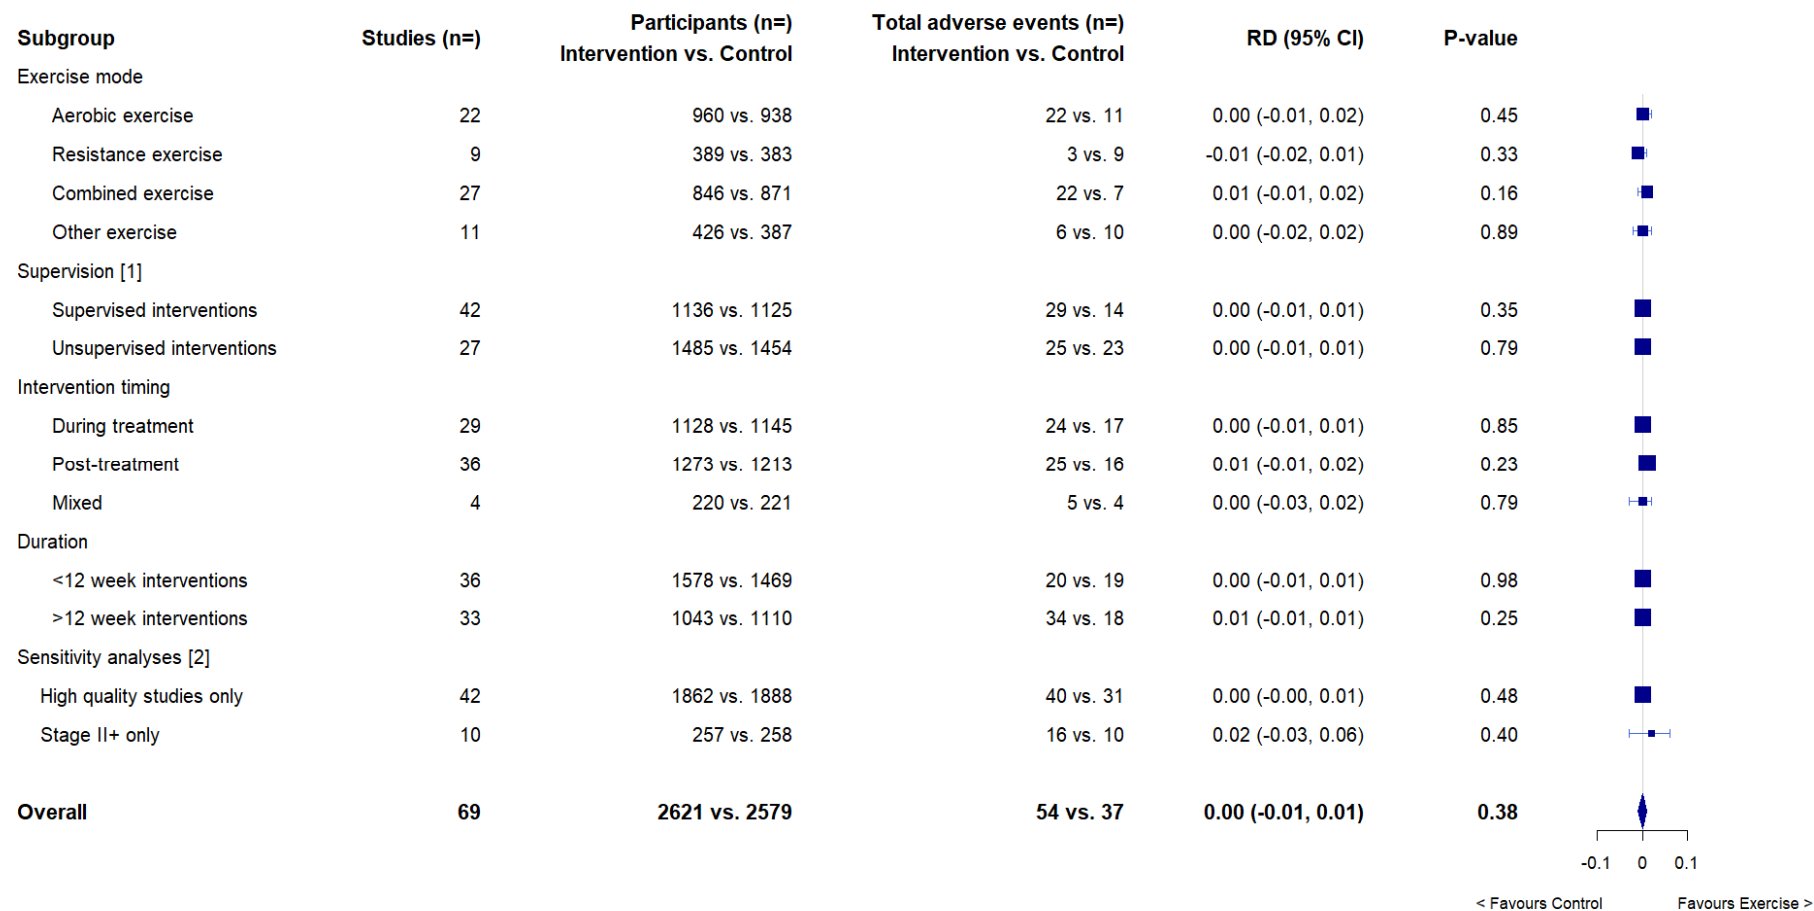 Subgroup Studies (n=) Participants (n=) Intervention vs. Control Total adverse events (n=) Intervention vs. Control RD (95% CI) P-value
Exercise mode
Aerobic exercise 22 960 vs. 938 22 vs. 11 0.00 (-0.01, 0.02) 0.45
Resistance exercise 9 389 vs. 383 3 vs. 9 -0.01 (-0.02, 0.01) 0.33
Combined exercise 27 846 vs. 871 22 vs. 7 0.01 (-0.01, 0.02) 0.16
Other exercise 11 426 vs. 387 6 vs. 10 0.00 (-0.02, 0.02) 0.89
Supervision [1]
Supervised interventions 42 1136 vs. 1125 29 vs. 14 0.00 (-0.01, 0.01) 0.35
Unsupervised interventions 27 1485 vs. 1454 25 vs. 23 0.00 (-0.01, 0.01) 0.79
Intervention timing
During treatment 29 1128 vs. 1145 24 vs. 17 0.00 (-0.01, 0.01) 0.85
Post-treatment 36 1273 vs. 1213 25 vs. 16 0.01 (-0.01, 0.02) 0.23
Mixed 4 220 vs. 221 5 vs. 4 0.00 (-0.03, 0.02) 0.79
Duration
<12 week interventions 36 1578 vs. 1469 20 vs. 19 0.00 (-0.01, 0.01) 0.98
>12 week interventions 33 1043 vs. 1110 34 vs. 18 0.01 (-0.01, 0.01) 0.25
Sensitivity analyses [2]
High quality studies only 42 1862 vs. 1888 40 vs. 31 0.00 (-0.00, 0.01) 0.48
Stage II+ only 10 257 vs. 258 16 vs. 10 0.02 (-0.03, 0.06) 0.40
Overall 69 2621 vs. 2579 54 vs. 37 0.00 (-0.01, 0.01) 0.38
-0.1 0 0.1
< Favours Control Favours Exercise >